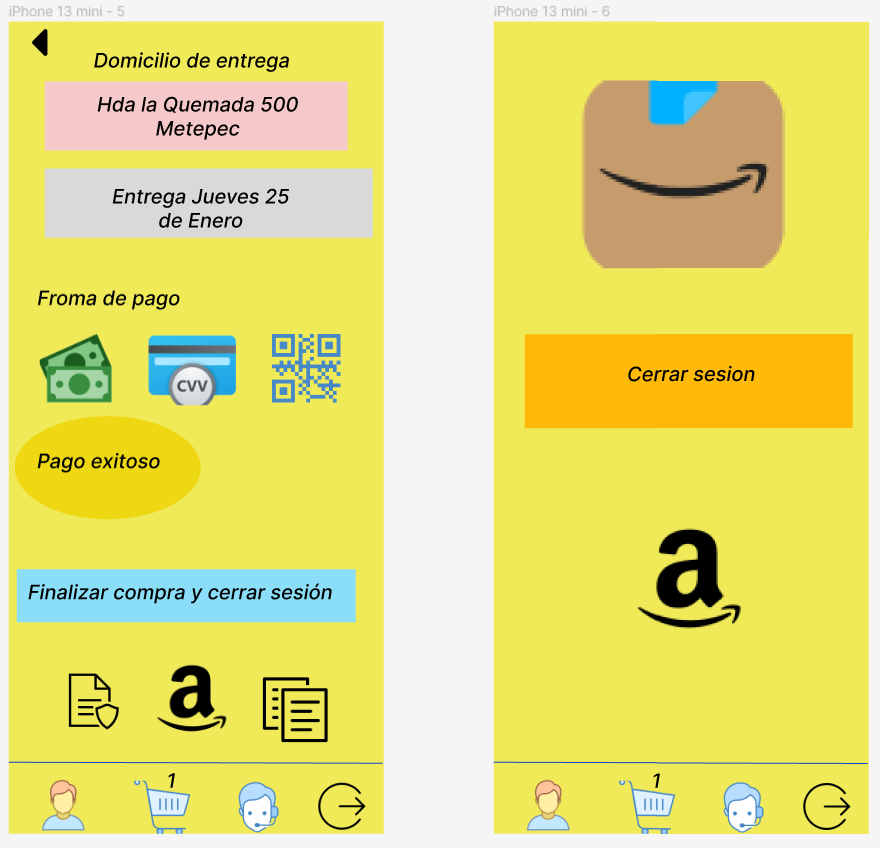 iPhone 13 mini - 5
Domicilio de entrega
Hda la Quemada 500
Metepec
Entrega Jueves 25
de Enero
Froma de pago
CVV
Pago exitoso
Finalizar compra y cerrar sesión
a
1
iPhone 13 mini - 6
Cerrar sesion
a
1